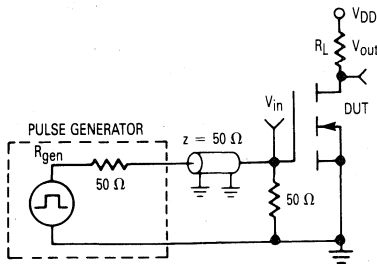 VDD
RL Vout
Vin
DUT
PULSE GENERATOR
Rgen
z = 50 Ω
50 Ω
50 Ω